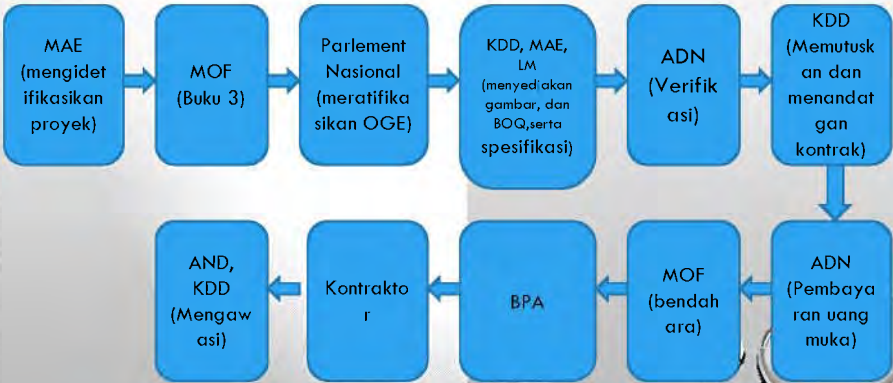 MAE
(mengidet
ifikasikan
proyek)
MOF
(Buku 3)
Parlement
Nasional
(meratifika
sikan OGE)
KDD, MAE,
LM
(menyediakan
gambar, dan
BOQ,serta
spesifikasi)
ADN
(Verifik
asi)
KDD
(Memutusk
an dan
menandat
gan
kontrak)
ADN
(Pembaya
ran uang
muka)
MOF
(bendah
ara)
BPA
Kontrakto
r
AND,
KDD
(Mengaw
asi)